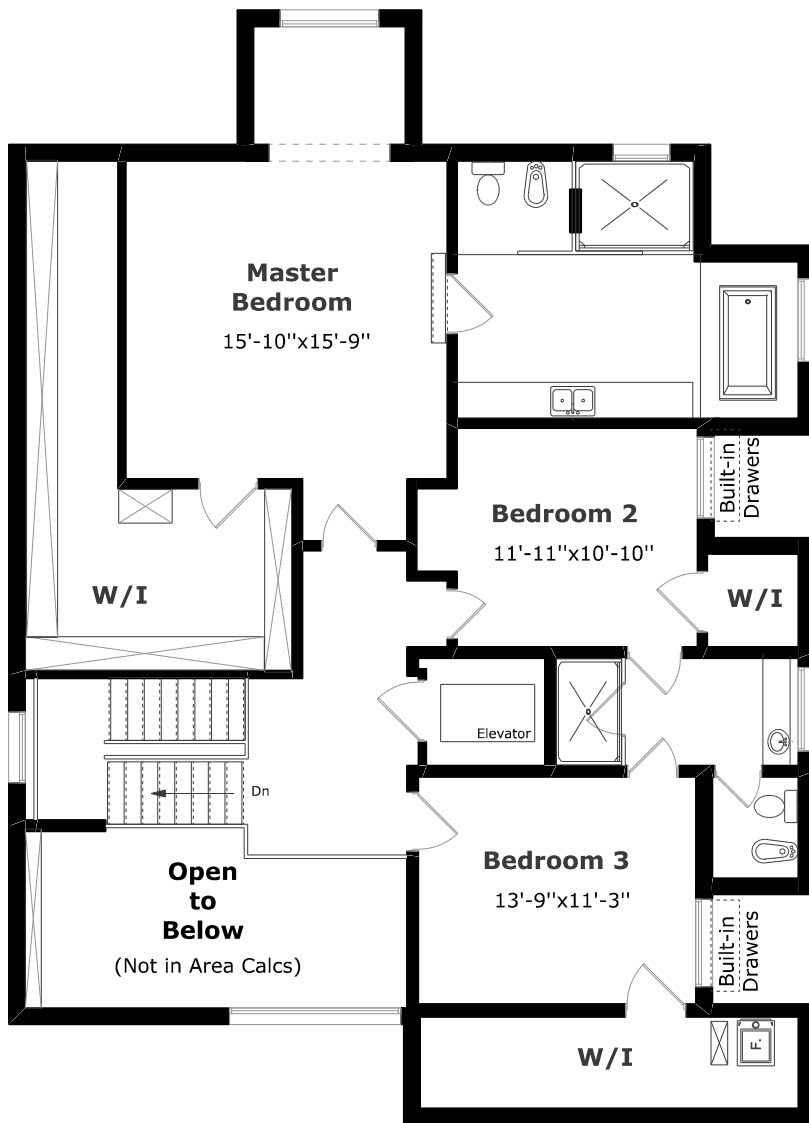 Master
Bedroom
15'-10''x15'-9''
Bedroom 2
11'-11''x10'-10''
Built-in
Drawers
W/I
W/I
Elevator
Dn
Open
to
Below
(Not in Area Calcs)
Bedroom 3
13'-9''x11'-3''
Built-in
Drawers
W/I
F.